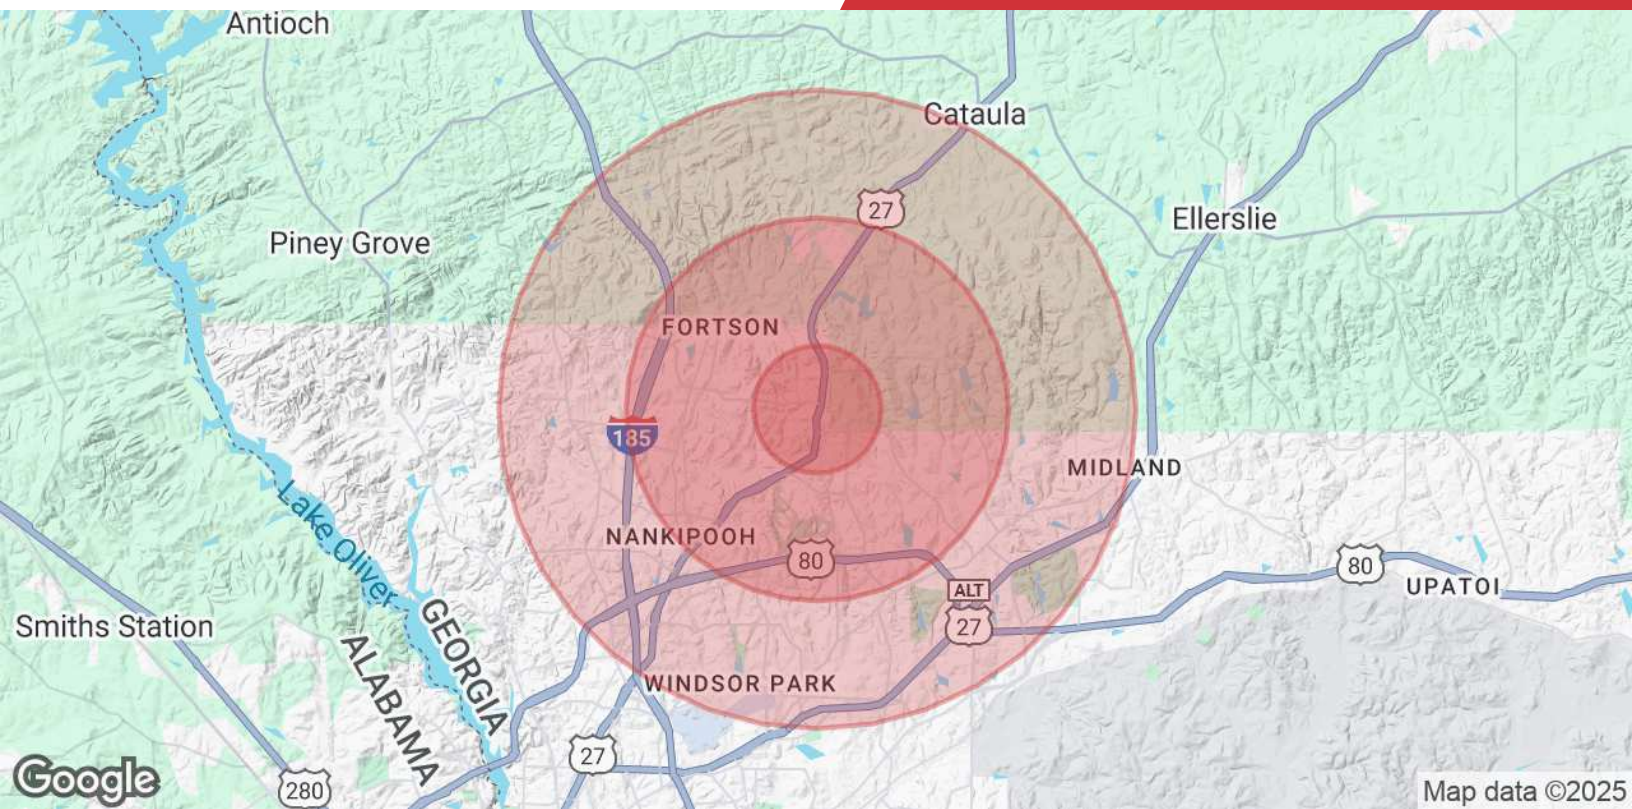 Antioch
Cataula
27
Ellerslie
Piney Grove
FORTSON
185
MIDLAND
Lake Oliver
NANKIPOOH
80
80
ALT
27
UPATOI
Smiths Station
GEORGIA
ALABAMA
WINDSOR PARK
27
280
Google
Map data ©2025